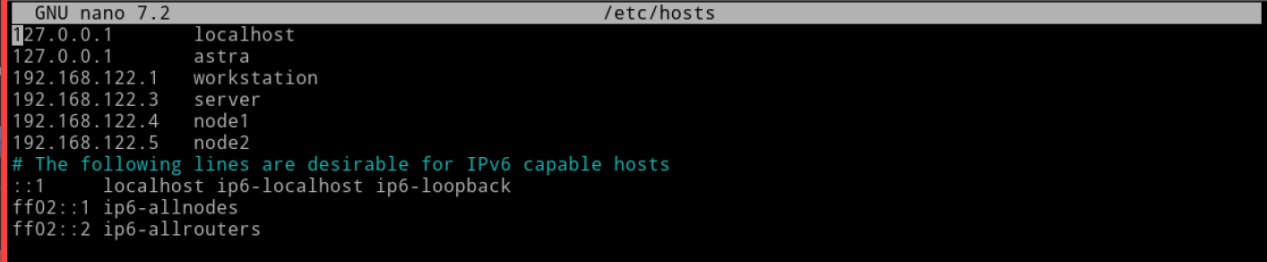 GNU nano 7.2 /etc/hosts
127.0.0.1 localhost
127.0.0.1 astra
192.168.122.1 workstation
192.168.122.3 server
192.168.122.4 node1
192.168.122.5 node2
# The following lines are desirable for IPv6 capable hosts
::1 localhost ip6-localhost ip6-loopback
ff02::1 ip6-allnodes
ff02::2 ip6-allrouters